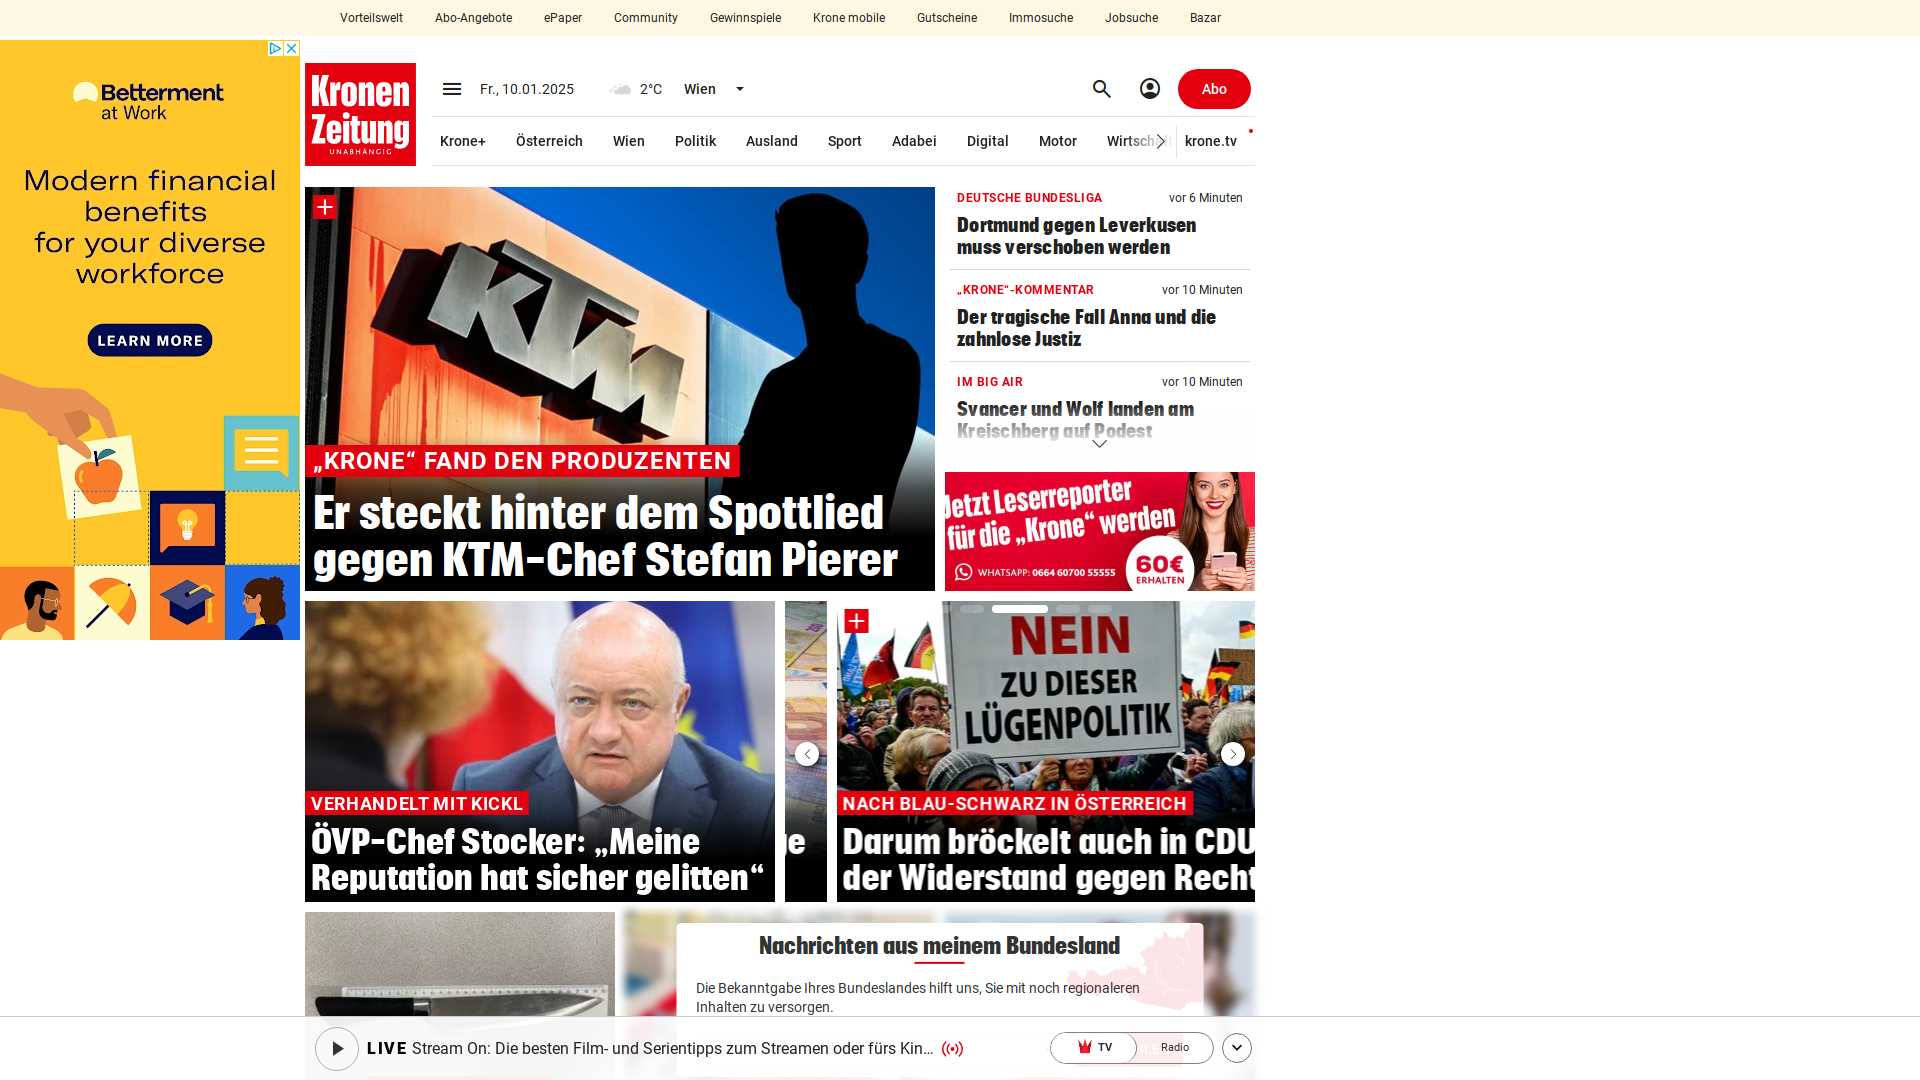 Vorteilswelt
Abo-Angebote
ePaper
Community
Gewinnspiele
Krone mobile
Gutscheine
Immosuche
Jobsuche
Bazar
Betterment
at Work
Modern financial
benefits
for your diverse
workforce
LEARN MORE
Kronen
Zeitung
UNABHÄNGIG
Fr., 10.01.2025
2°C
Wien
Abo
Krone+
Österreich
Wien
Politik
Ausland
Sport
Adabei
Digital
Motor
Wirtschaft
krone.tv
KTM
„KRONE“ FAND DEN PRODUZENTEN
Er steckt hinter dem Spottlied
gegen KTM-Chef Stefan Pierer
DEUTSCHE BUNDESLIGA
vor 6 Minuten
Dortmund gegen Leverkusen
muss verschoben werden
„KRONE“-KOMMENTAR
vor 10 Minuten
Der tragische Fall Anna und die
zahnlose Justiz
IM BIG AIR
vor 10 Minuten
Svancer und Wolf landen am
Kreischberg auf Podest
Jetzt Leserreporter
für die „Krone“ werden
WHATSAPP: 0664 60700 55555
60€
ERHALTEN
VERHANDELT MIT KICKL
ÖVP-Chef Stocker: „Meine
Reputation hat sicher gelitten“
ge
NEIN
ZU DIESER
LÜGENPOLITIK
NACH BLAU-SCHWARZ IN ÖSTERREICH
Darum bröckelt auch in CDU
der Widerstand gegen Recht
Nachrichten aus meinem Bundesland
Die Bekanntgabe Ihres Bundeslandes hilft uns, Sie mit noch regionaleren
Inhalten zu versorgen.
LIVE Stream On: Die besten Film- und Serientipps zum Streamen oder fürs Kin...
TV
Radio